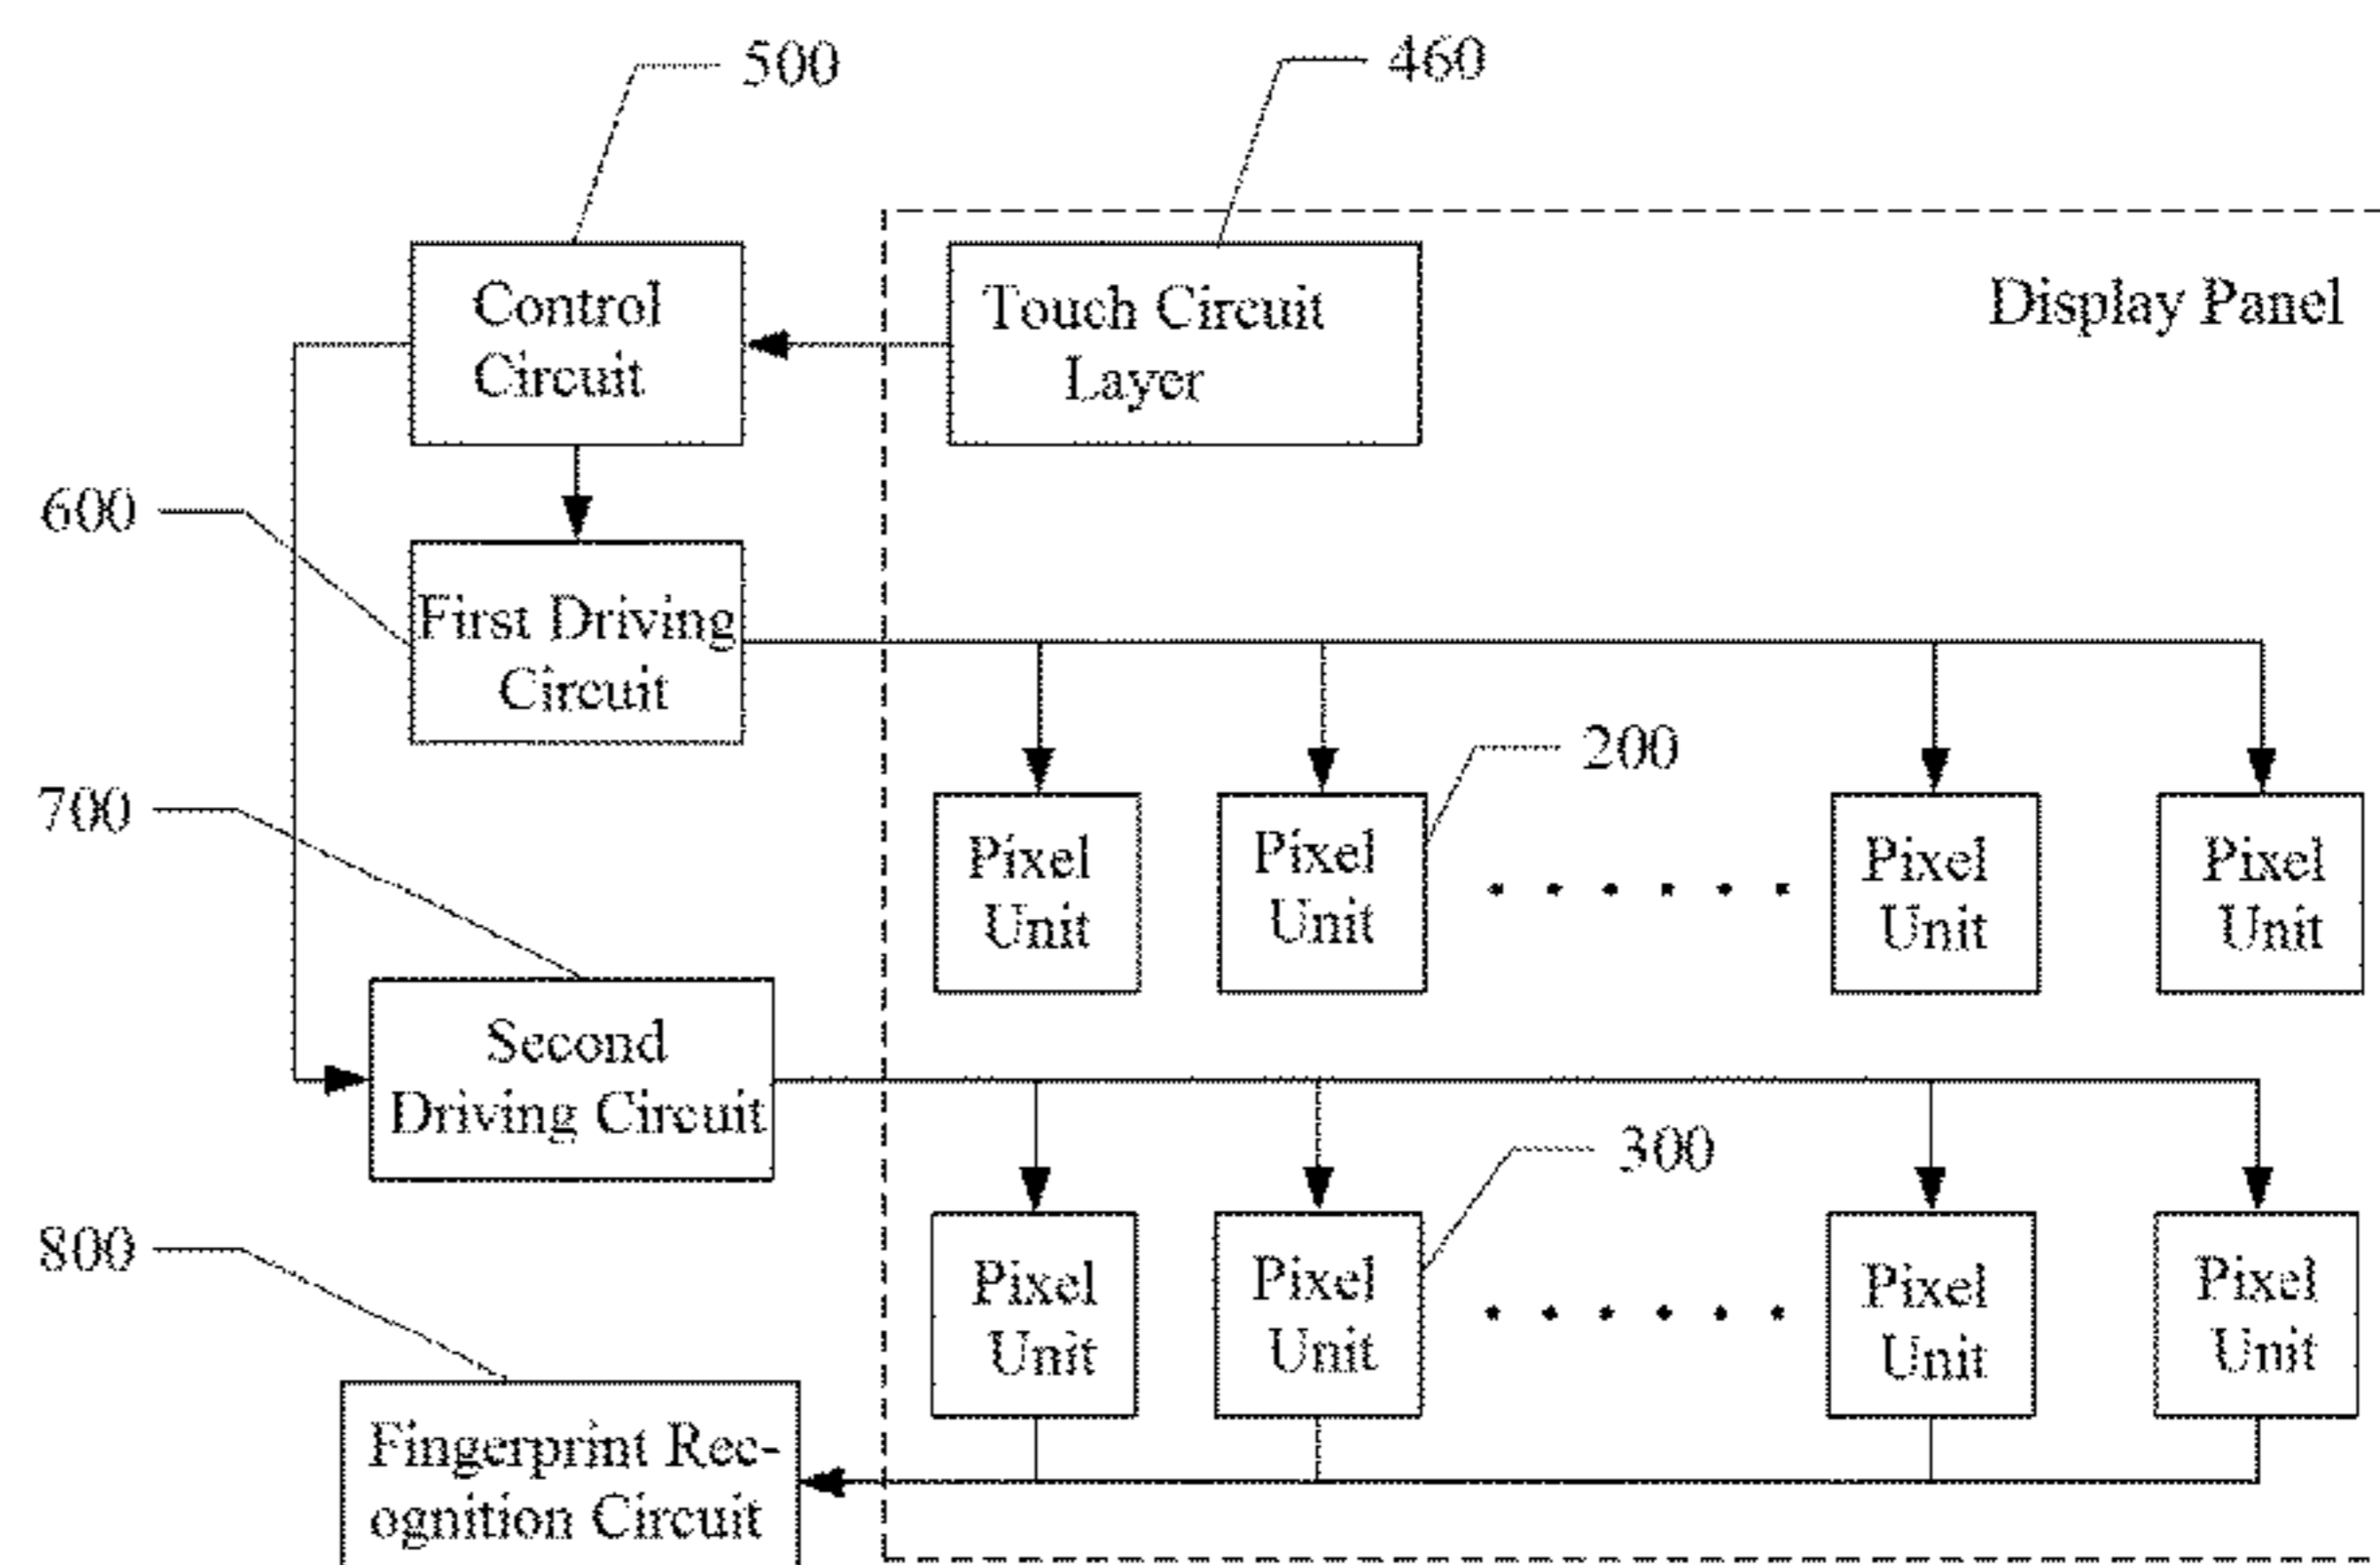 500
460
Control
Circuit
Touch Circuit
Layer
Display Panel
600
First Driving
Circuit
200
700
Pixel
Unit
Pixel
Unit
Pixel
Unit
Pixel
Unit
Second
Driving Circuit
300
800
Pixel
Unit
Pixel
Unit
Pixel
Unit
Pixel
Unit
Fingerprint Rec-
ognition Circuit